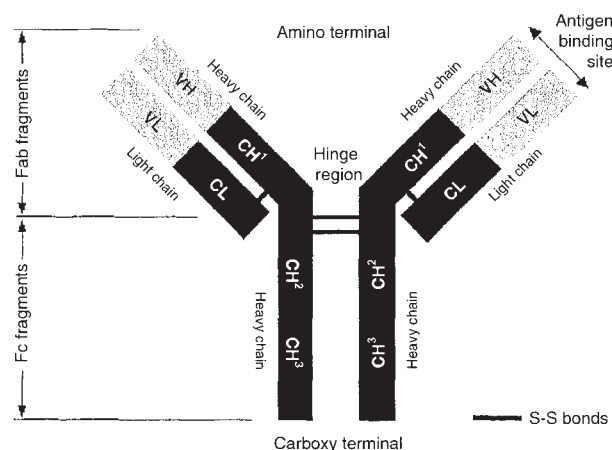 Amino terminal
Antigen
binding
site
Fab fragments
Fc fragments
VH
VL
Heavy chain
Light chain
CH¹
CL
Hinge
region
Heavy chain
VH
VL
CH¹
CL
Light chain
CH²
CH³
Heavy chain
CH²
CH³
Heavy chain
S-S bonds
Carboxy terminal